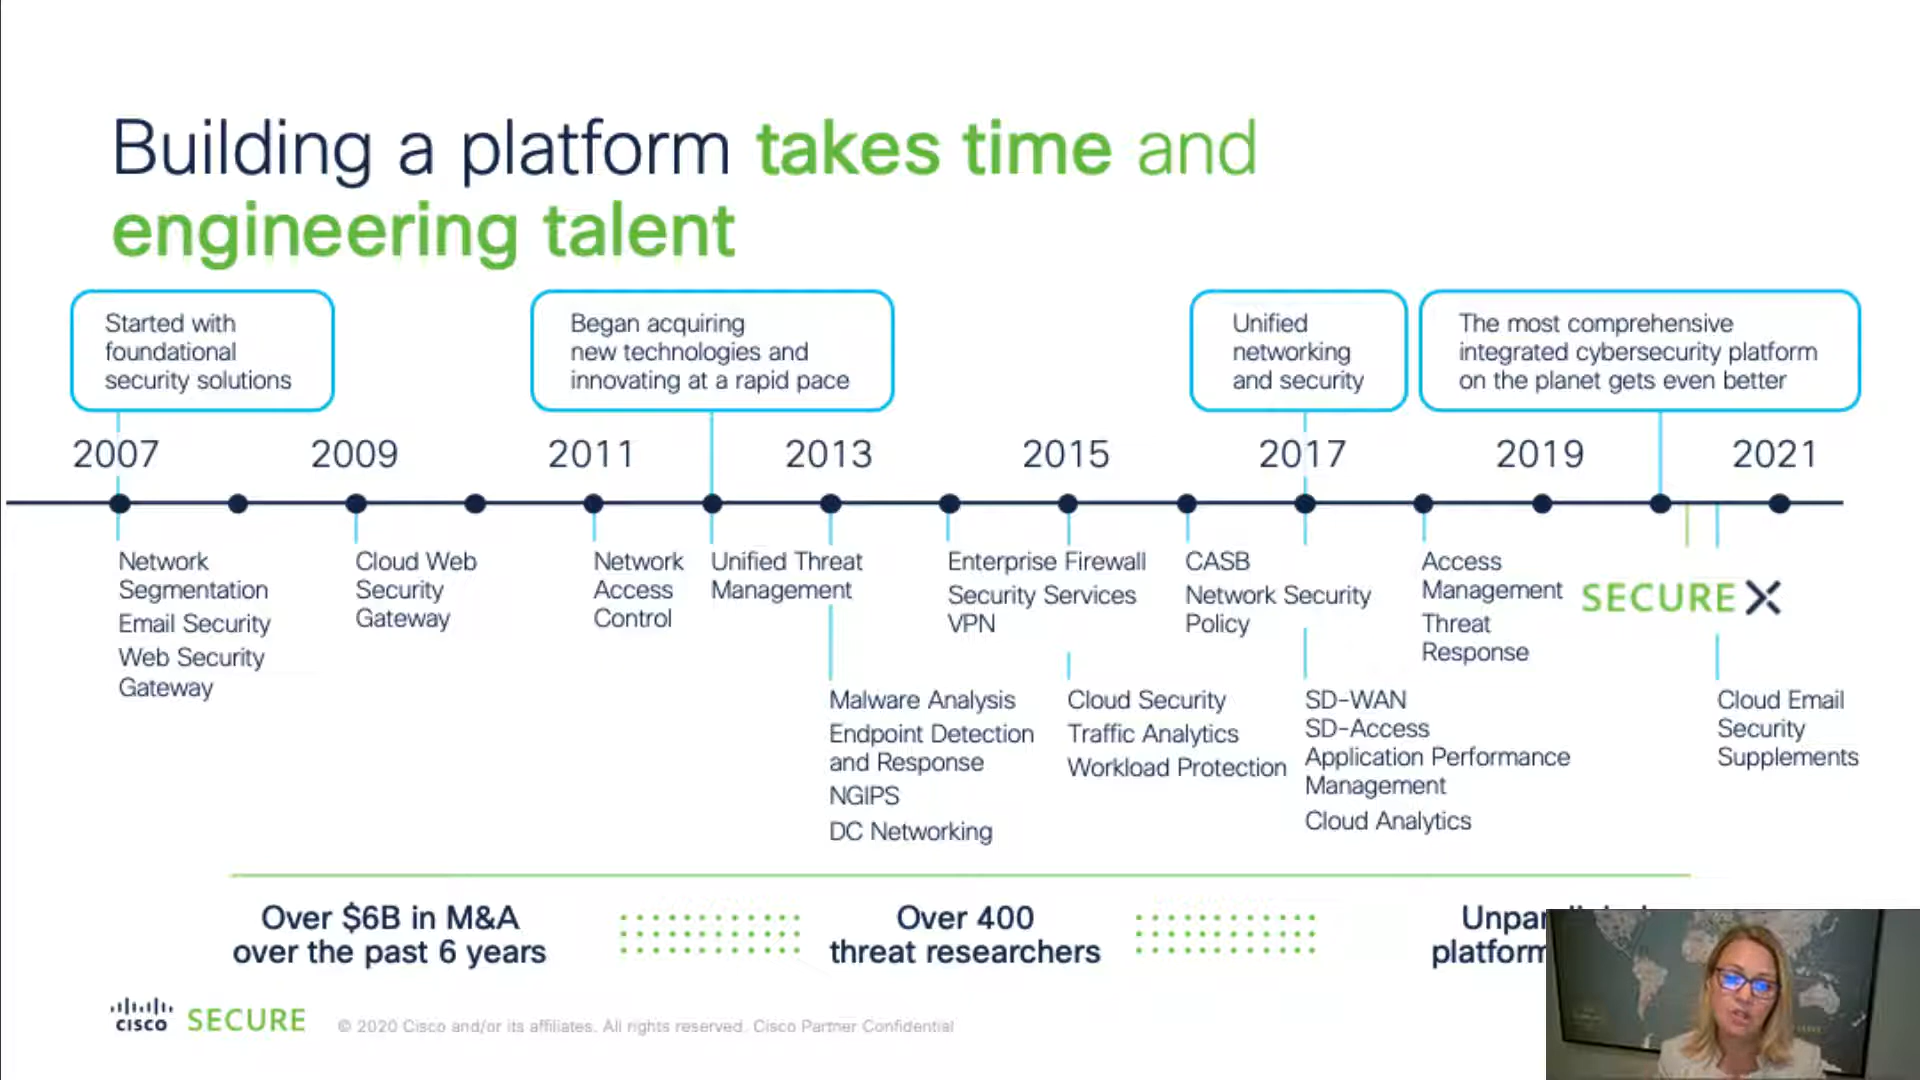 Building a platform takes time and
engineering talent
Started with
foundational
security solutions
Began acquiring
new technologies and
innovating at a rapid pace
Unified
networking
and security
The most comprehensive
integrated cybersecurity platform
on the planet gets even better
2007
2009
2011
2013
2015
2017
2019
2021
Network
Segmentation
Email Security
Web Security
Gateway
Cloud Web
Security
Gateway
Network
Access
Control
Unified Threat
Management
Malware Analysis
Endpoint Detection
and Response
NGIPS
DC Networking
Enterprise Firewall
Security Services
VPN
Cloud Security
Traffic Analytics
Workload Protection
CASB
Network Security
Policy
SD-WAN
SD-Access
Application Performance
Management
Cloud Analytics
Access
Management
Threat
Response
SECURE X
Cloud Email
Security
Supplements
Over $6B in M&A
over the past 6 years
Over 400
threat researchers
platform
CISCO SECURE
© 2020 Cisco and/or its affiliates. All rights reserved. Cisco Partner Confidential